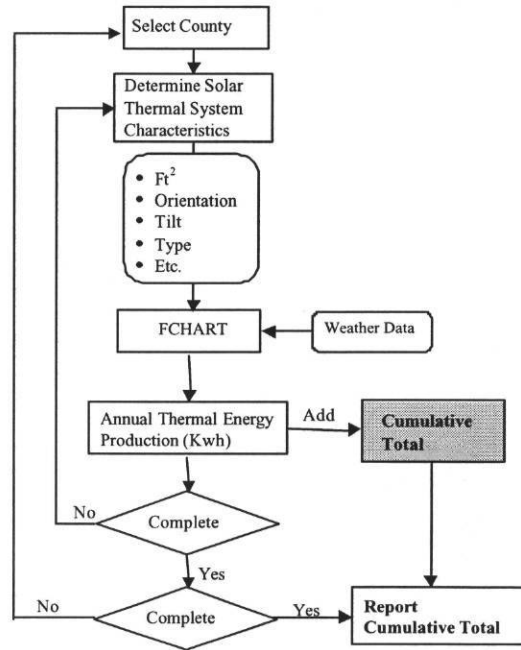 Select County
Determine Solar
Thermal System
Characteristics
• Ft²
• Orientation
• Tilt
• Type
• Etc.
FCHART
Weather Data
Annual Thermal Energy
Production (Kwh)
Add
Cumulative
Total
No
Complete
Yes
No
Complete
Yes
Report
Cumulative Total